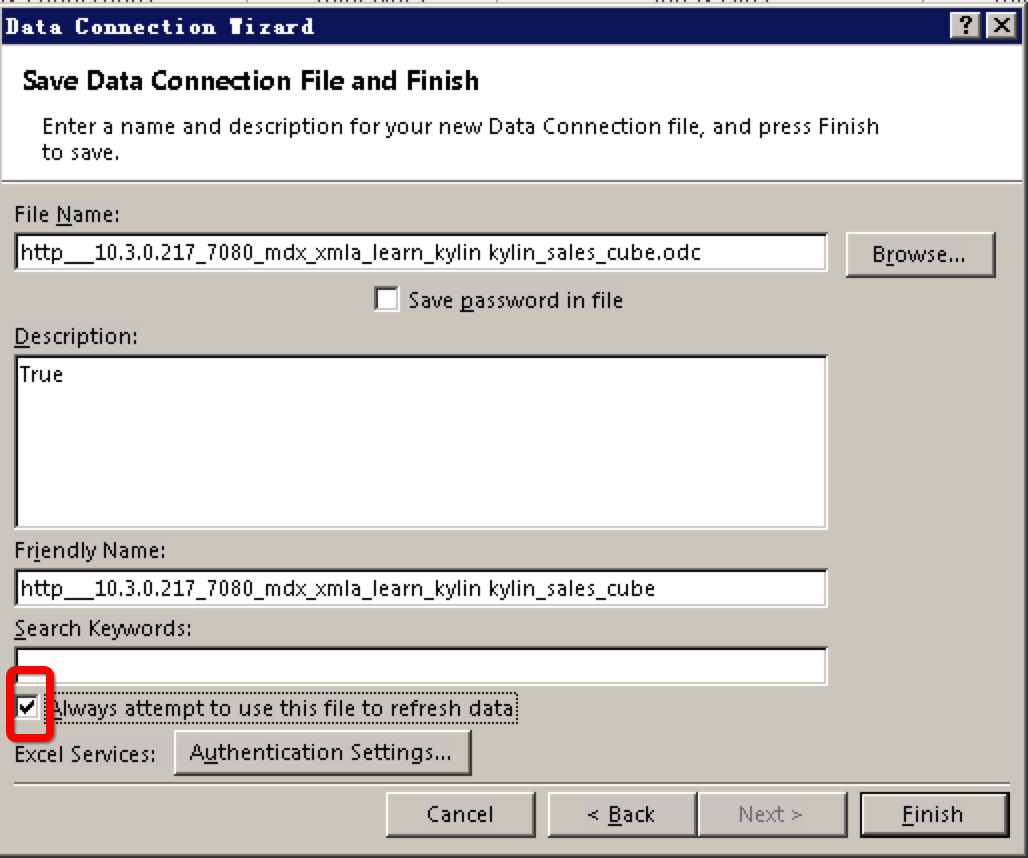 Data Connection Wizard
Save Data Connection File and Finish
Enter a name and description for your new Data Connection file, and press Finish
to save.
File Name:
http___10.3.0.217_7080_mdx_xmla_learn_kylin kylin_sales_cube.odc
Browse...
Save password in file
Description:
True
Friendly Name:
http___10.3.0.217_7080_mdx_xmla_learn_kylin kylin_sales_cube
Search Keywords:
Always attempt to use this file to refresh data
Excel Services:
Authentication Settings...
Cancel
< Back
Next >
Finish